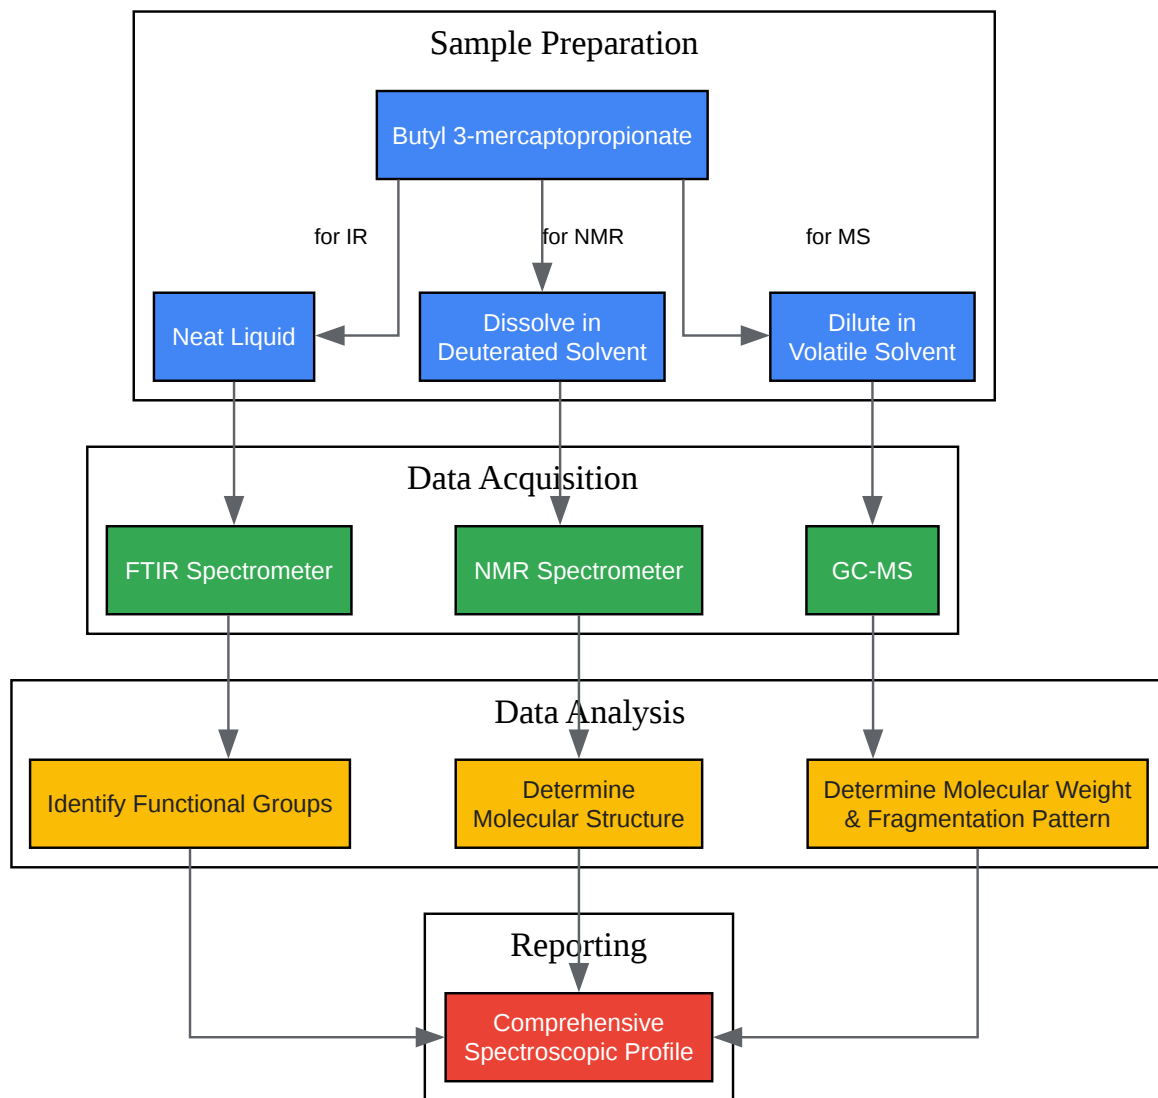 Sample Preparation
Butyl 3-mercaptopropionate
for IR
for NMR
for MS
Neat Liquid
Dissolve in
Deuterated Solvent
Dilute in
Volatile Solvent
Data Acquisition
FTIR Spectrometer
NMR Spectrometer
GC-MS
Data Analysis
Identify Functional Groups
Determine
Molecular Structure
Determine Molecular Weight
& Fragmentation Pattern
Reporting
Comprehensive
Spectroscopic Profile